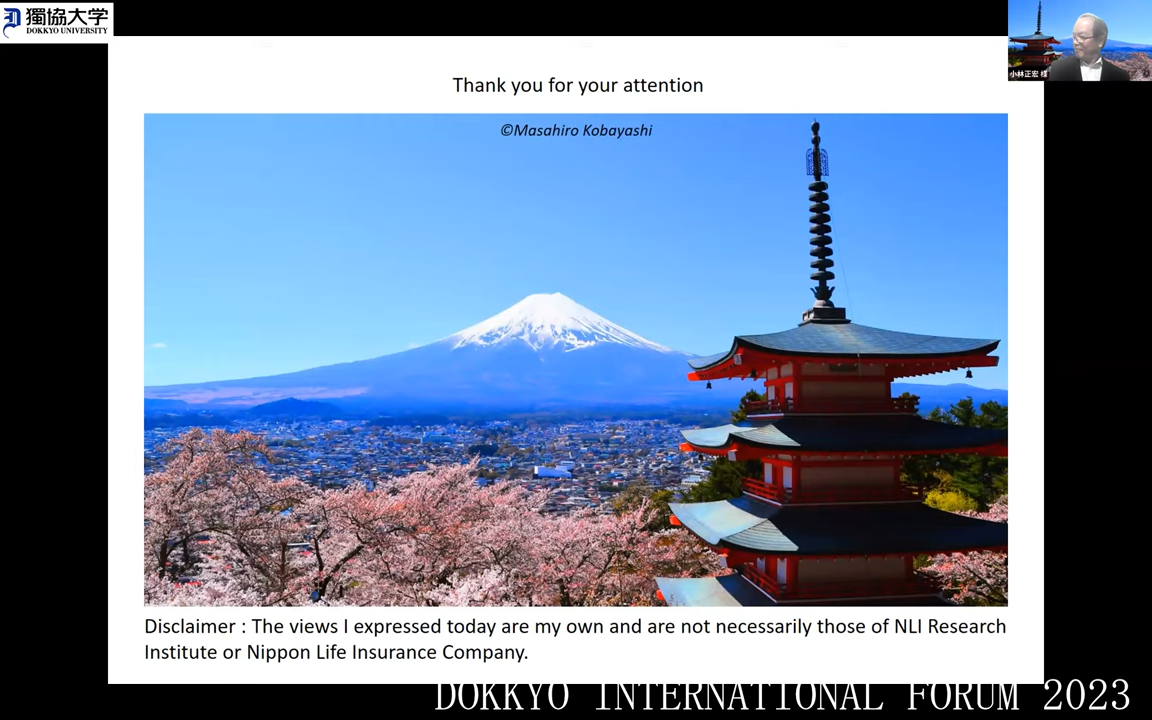 獨協大学
DOKKYO UNIVERSITY
小林正宏 様
Thank you for your attention
©Masahiro Kobayashi
Disclaimer : The views I expressed today are my own and are not necessarily those of NLI Research
Institute or Nippon Life Insurance Company.
DOKKYO INTERNATIONAL FORUM 2023